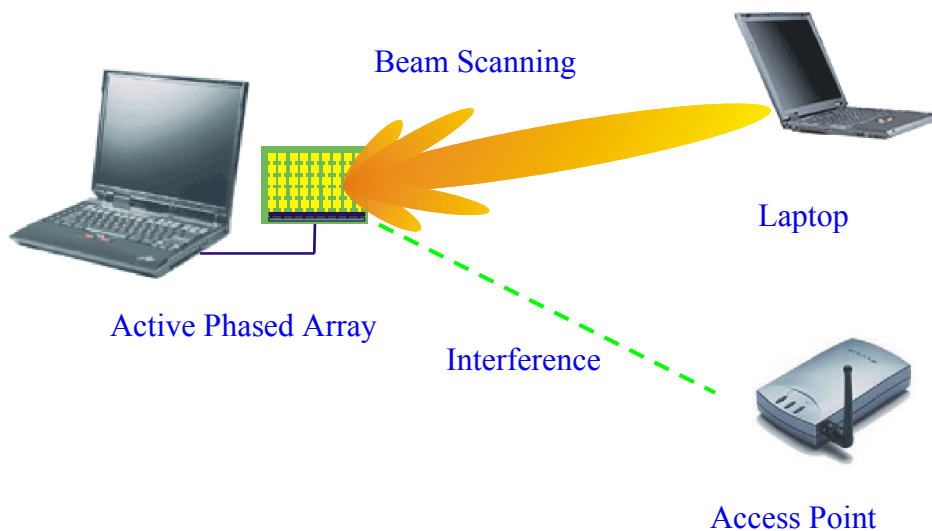 Beam Scanning
Laptop
Active Phased Array
Interference
Access Point